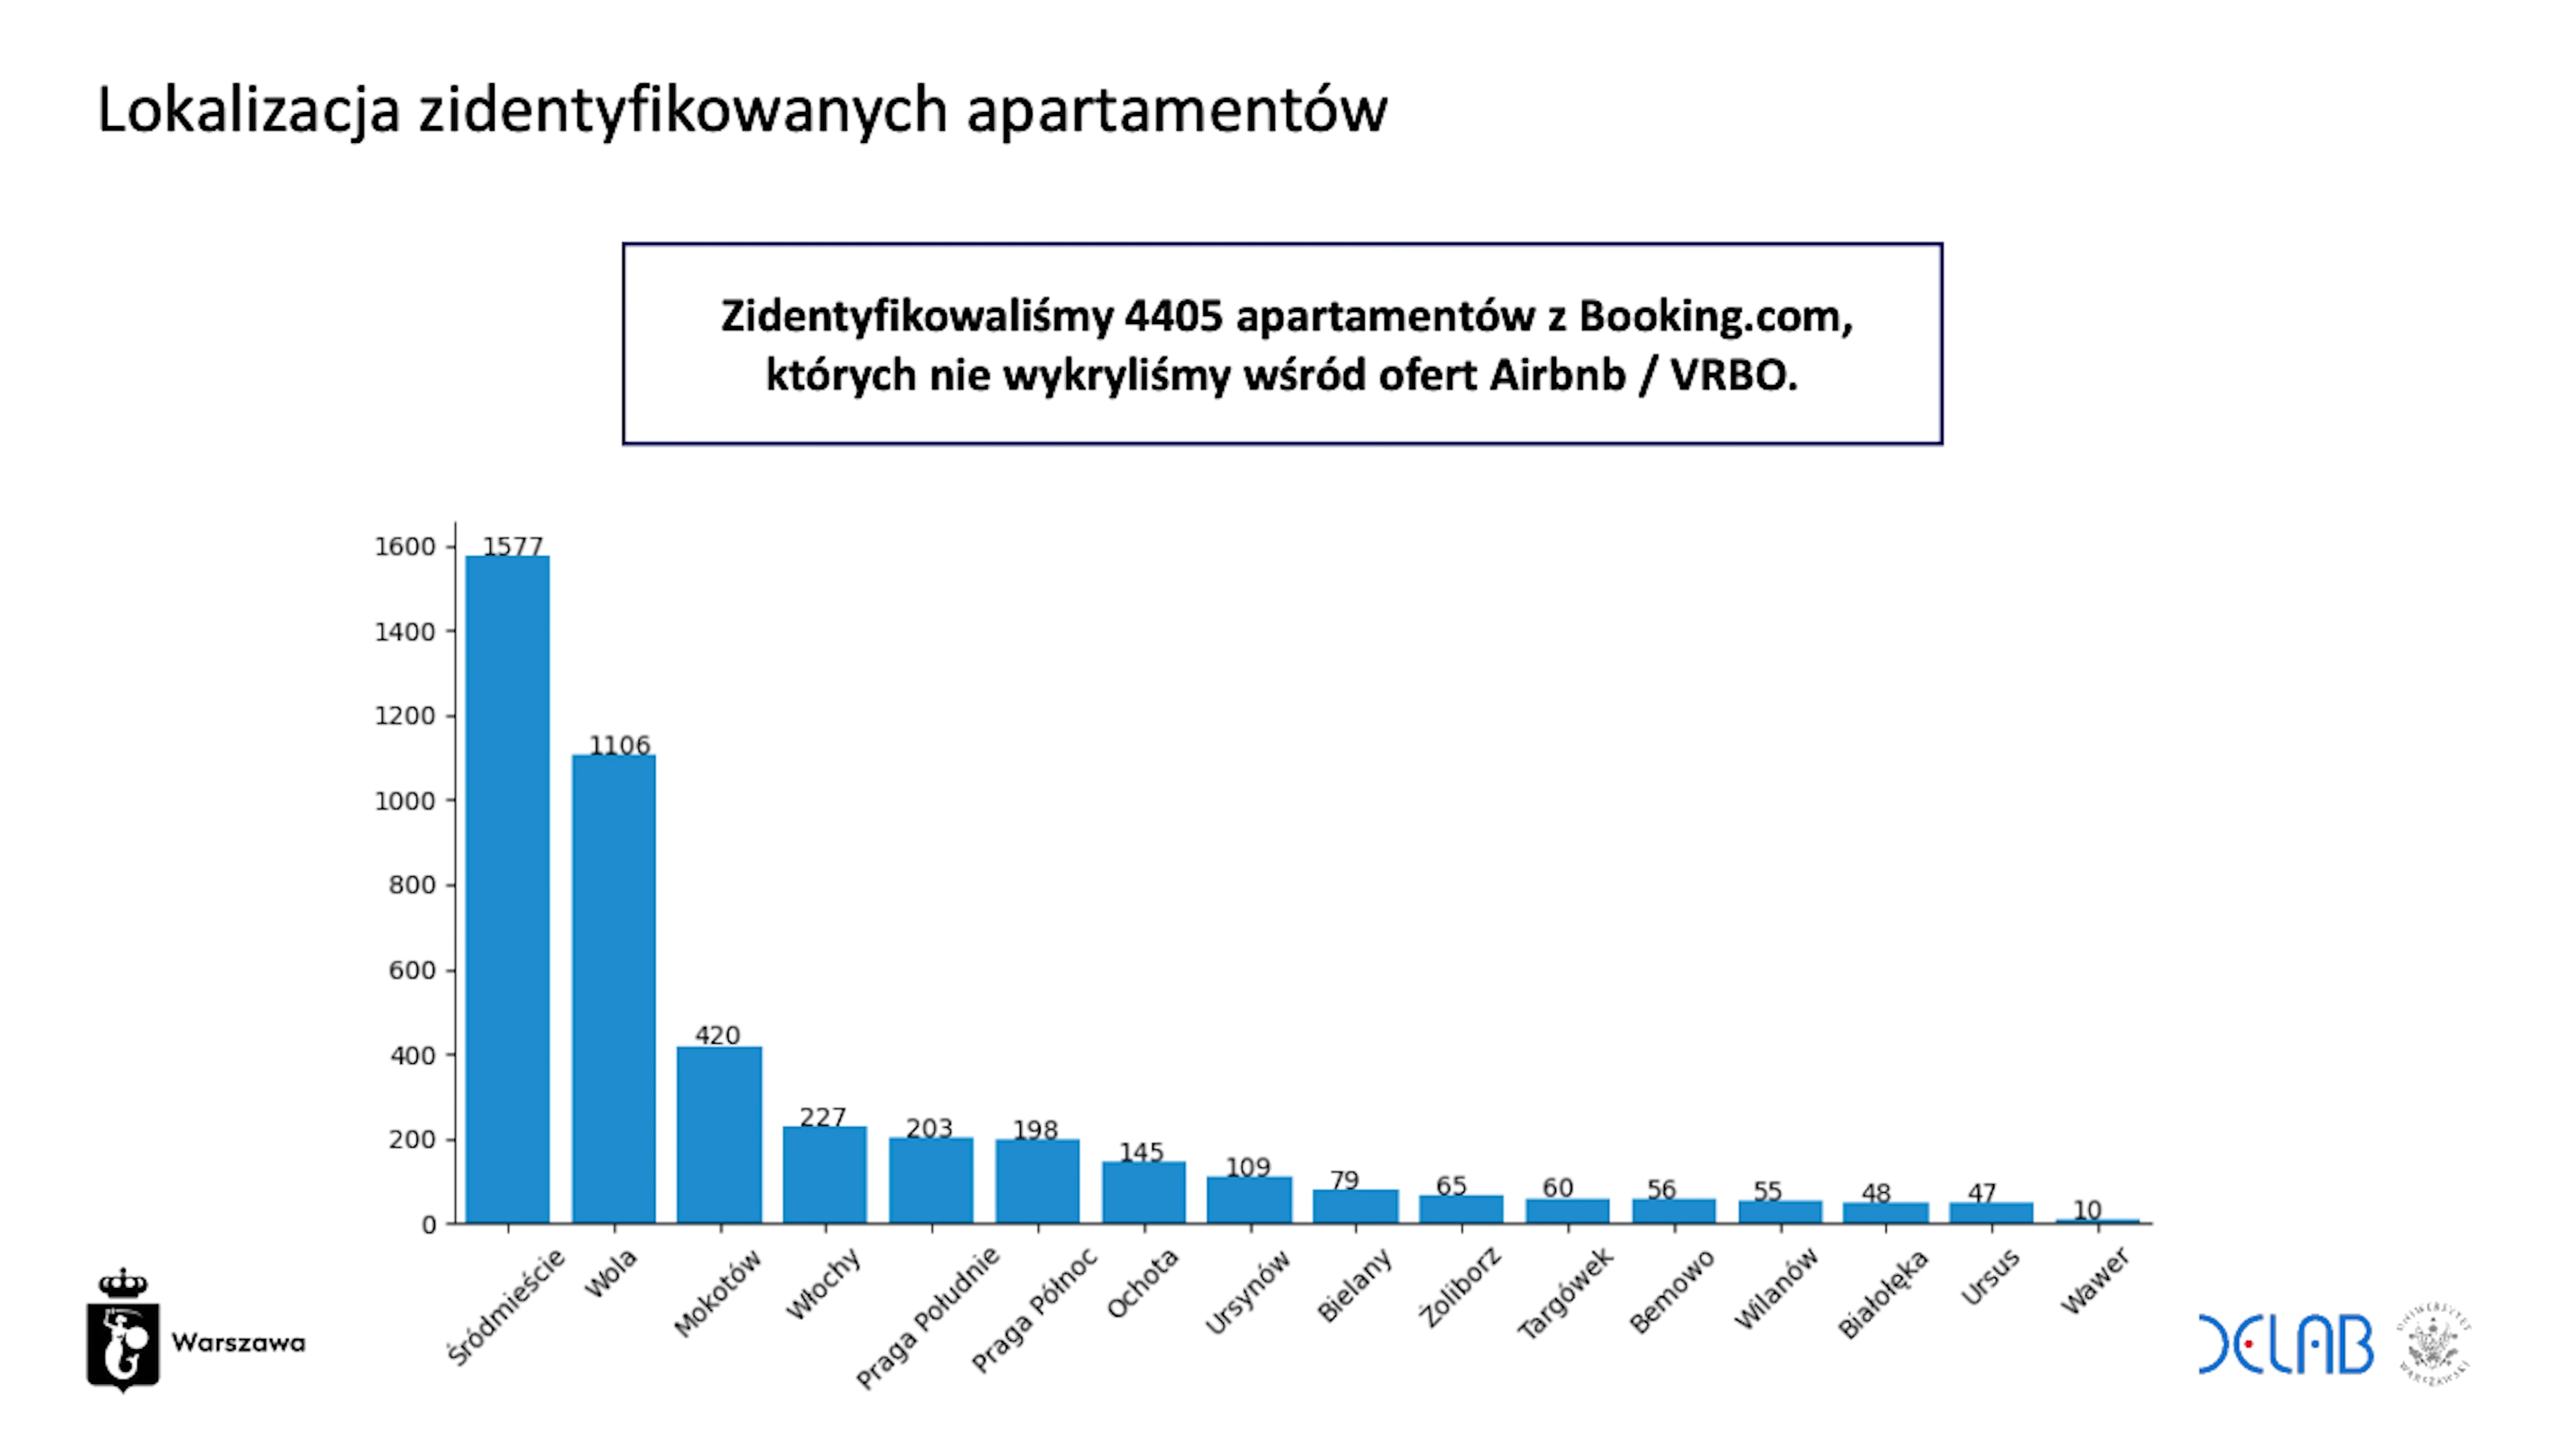 Lokalizacja zidentyfikowanych apartamentów
Zidentyfikowaliśmy 4405 apartamentów z Booking.com,
których nie wykryliśmy wśród ofert Airbnb / VRBO.
1600
1400
1200
1000
800
600
400
200
0
1577
1106
420
227
203
198
145
109
79
65
60
56
55
48
47
10
Śródmieście
Wola
Mokotów
Włochy
Praga Południe
Praga Północ
Ochota
Ursynów
Bielany
Żoliborz
Targówek
Bemowo
Wilanów
Białołęka
Ursus
Wawer
Warszawa
DELAB
UNIWERSYTET
WARSZAWSKI